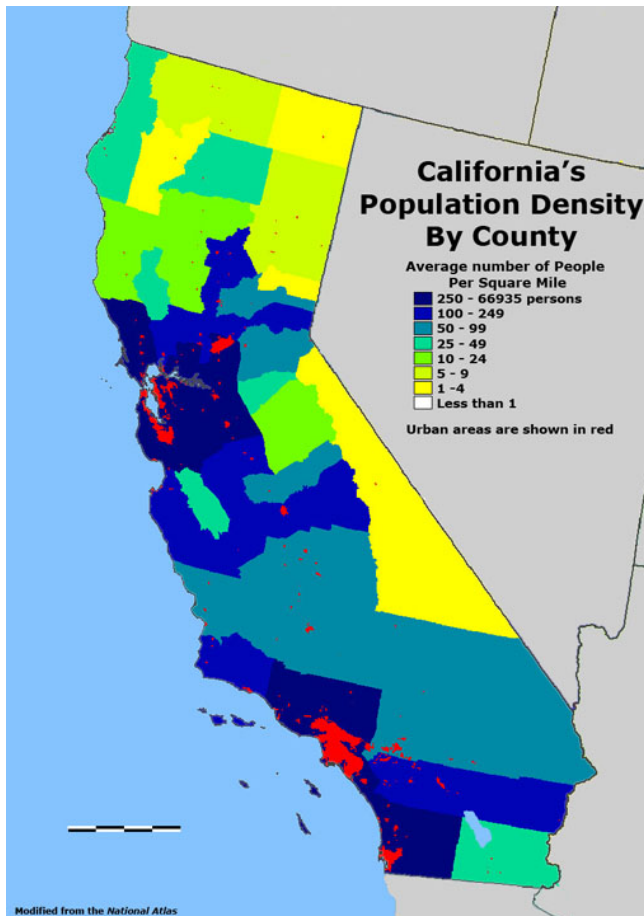 California's
Population Density
By County
Average number of People
Per Square Mile
250 - 66935 persons
100 - 249
50 - 99
25 - 49
10 - 24
5 - 9
1 -4
Less than 1
Urban areas are shown in red
Modified from the National Atlas